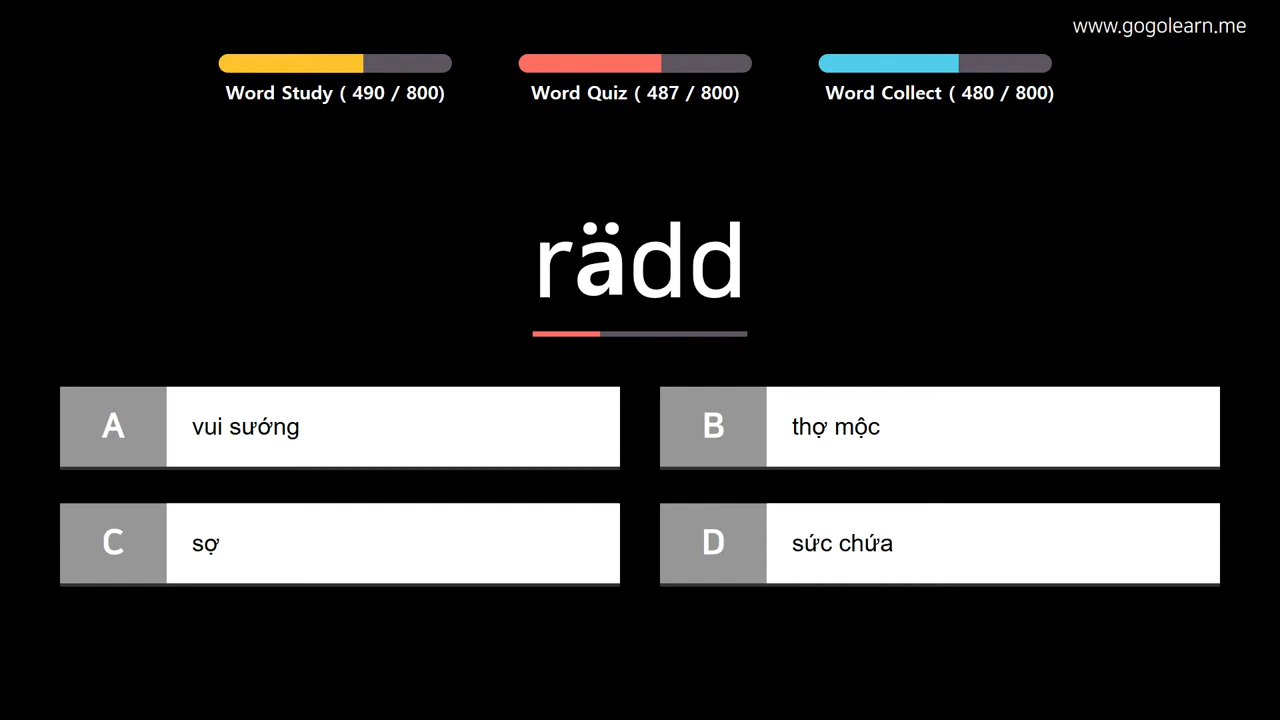 www.gogolearn.me
Word Study ( 490 / 800)
Word Quiz ( 487 / 800)
Word Collect ( 480 / 800)
rädd
A
vui sướng
B
thợ mộc
C
sợ
D
sức chứa